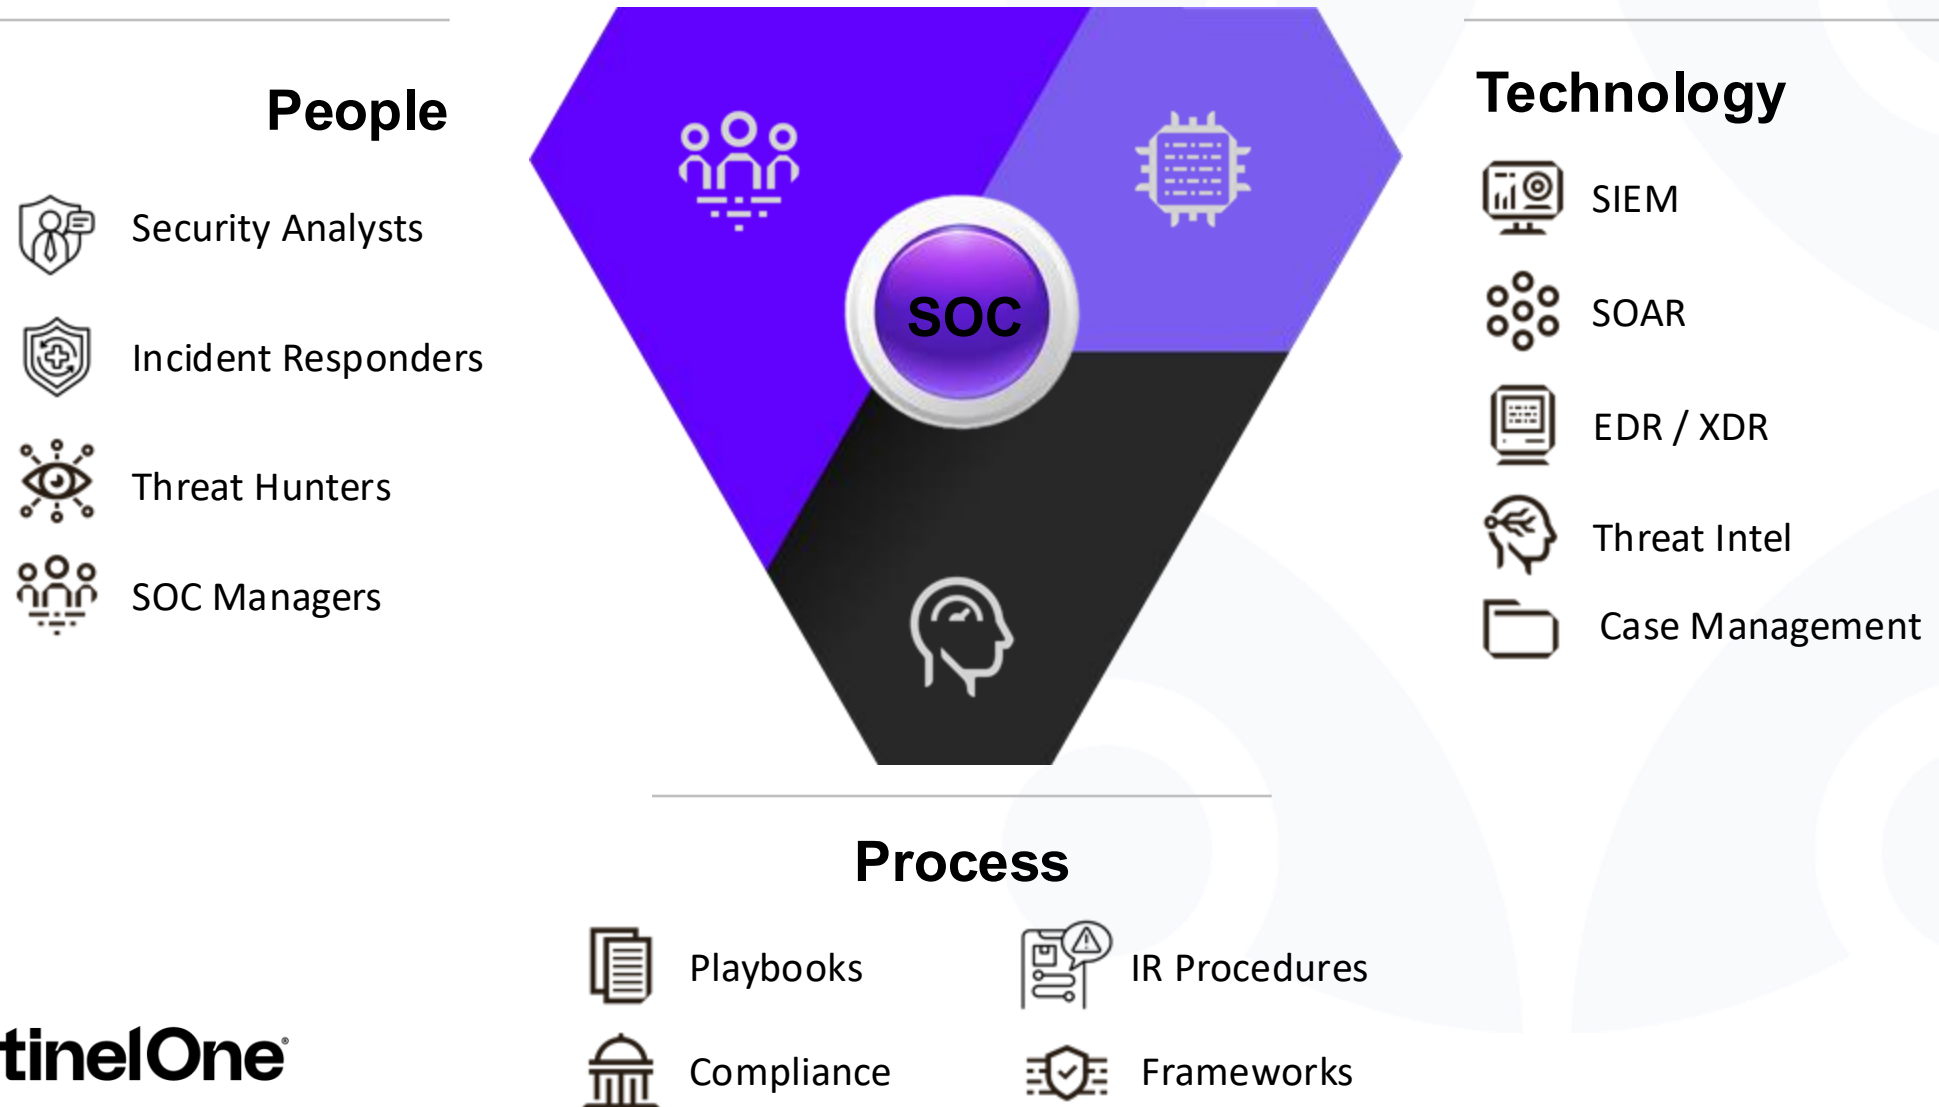 People
Security Analysts
Incident Responders
Threat Hunters
SOC Managers
SOC
Technology
SIEM
SOAR
EDR / XDR
Threat Intel
Case Management
Process
Playbooks
IR Procedures
Compliance
Frameworks
tinelOne®